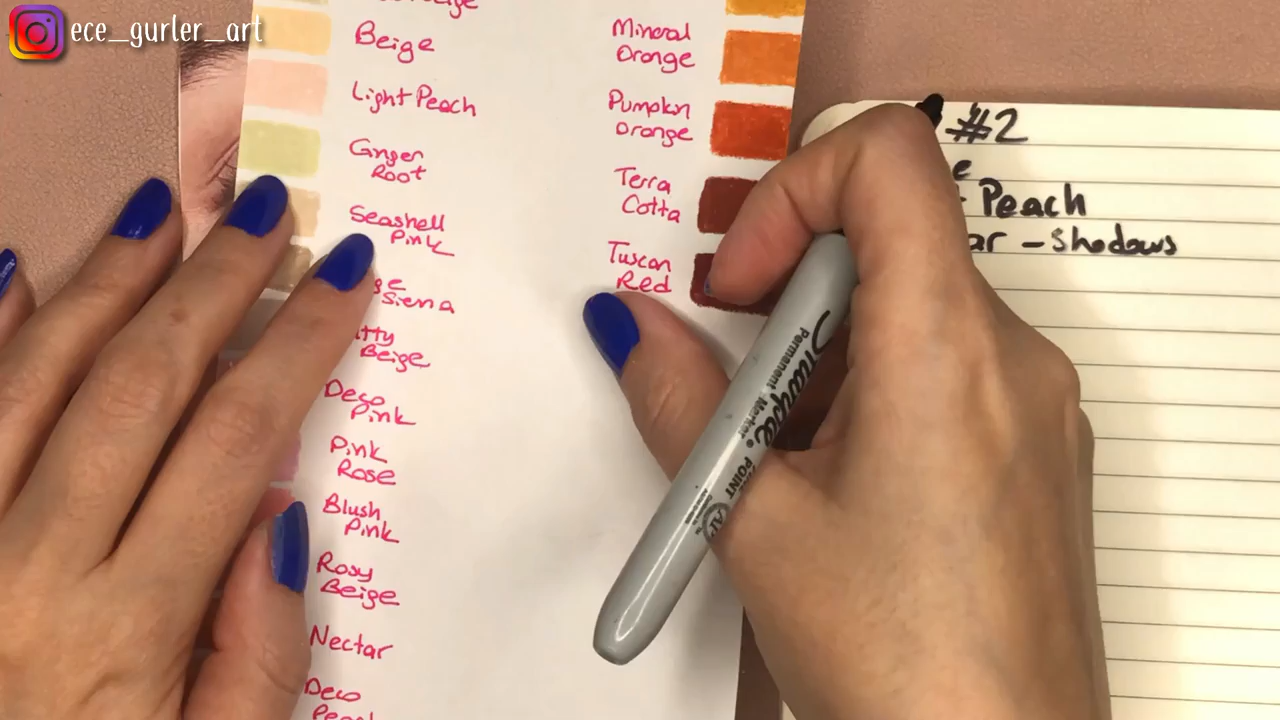 ece_gurler_art
Beige
Light Peach
Ginger
Root
Seashell
Pink
Sienna
Beige
Deco
Pink
Pink
Rose
Blush
Pink
Rosy
Beige
Nectar
Deco
Mineral
Orange
Pumpkin
Orange
Terra
Cotta
Tuscan
Red
#2
Peach
- Shadows
Sharpie.
Permanent Marker
POINT